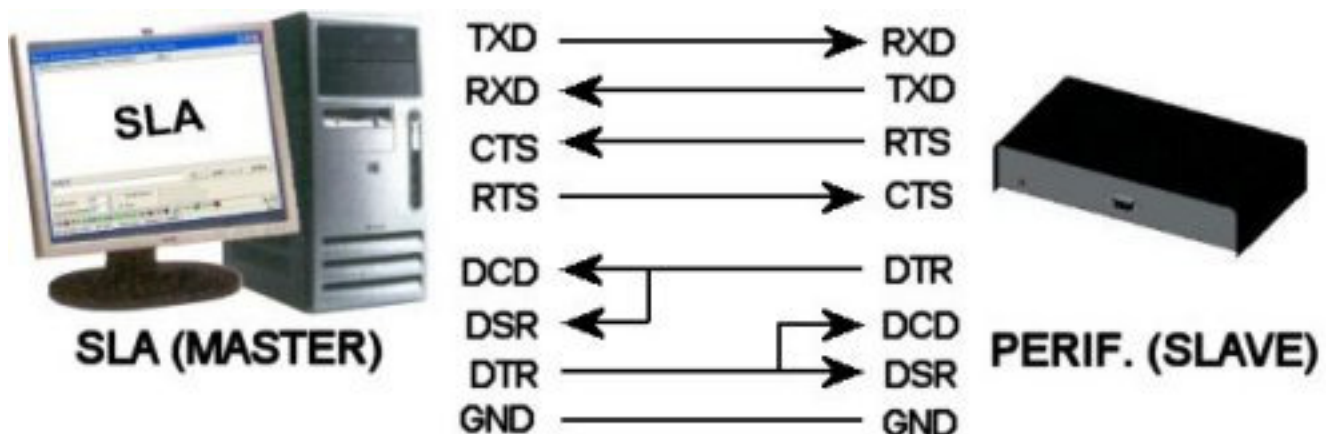 TXD RXD
RXD TXD
SLA
CTS RTS
RTS CTS
DCD DTR
DSR DCD
SLA (MASTER)
PERIF. (SLAVE)
DTR DSR
GND GND